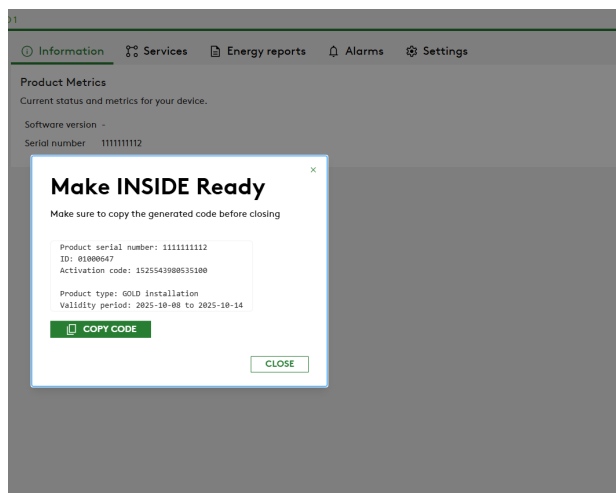 01
Information Services Energy reports Alarms Settings
Product Metrics
Current status and metrics for your device.
Software version -
Serial number 1111111112
×
Make INSIDE Ready
Make sure to copy the generated code before closing
Product serial number: 1111111112
ID: 01000647
Activation code: 1525543980535100
Product type: GOLD installation
Validity period: 2025-10-08 to 2025-10-14
COPY CODE
CLOSE